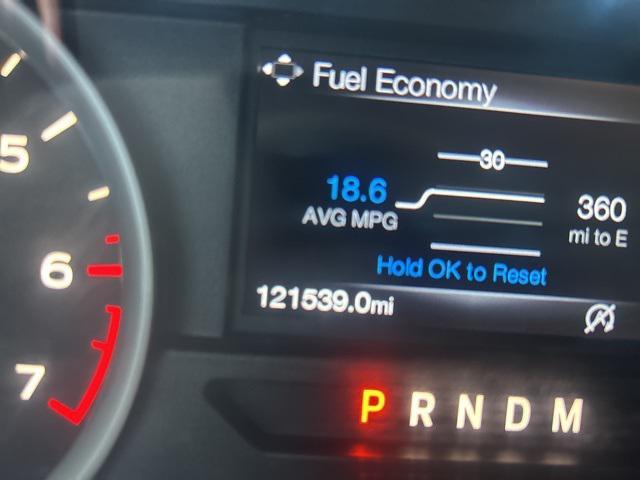 Fuel Economy
5
30
18.6
AVG MPG
360
mi to E
6
Hold OK to Reset
121539.0mi
A
7
P R N D M